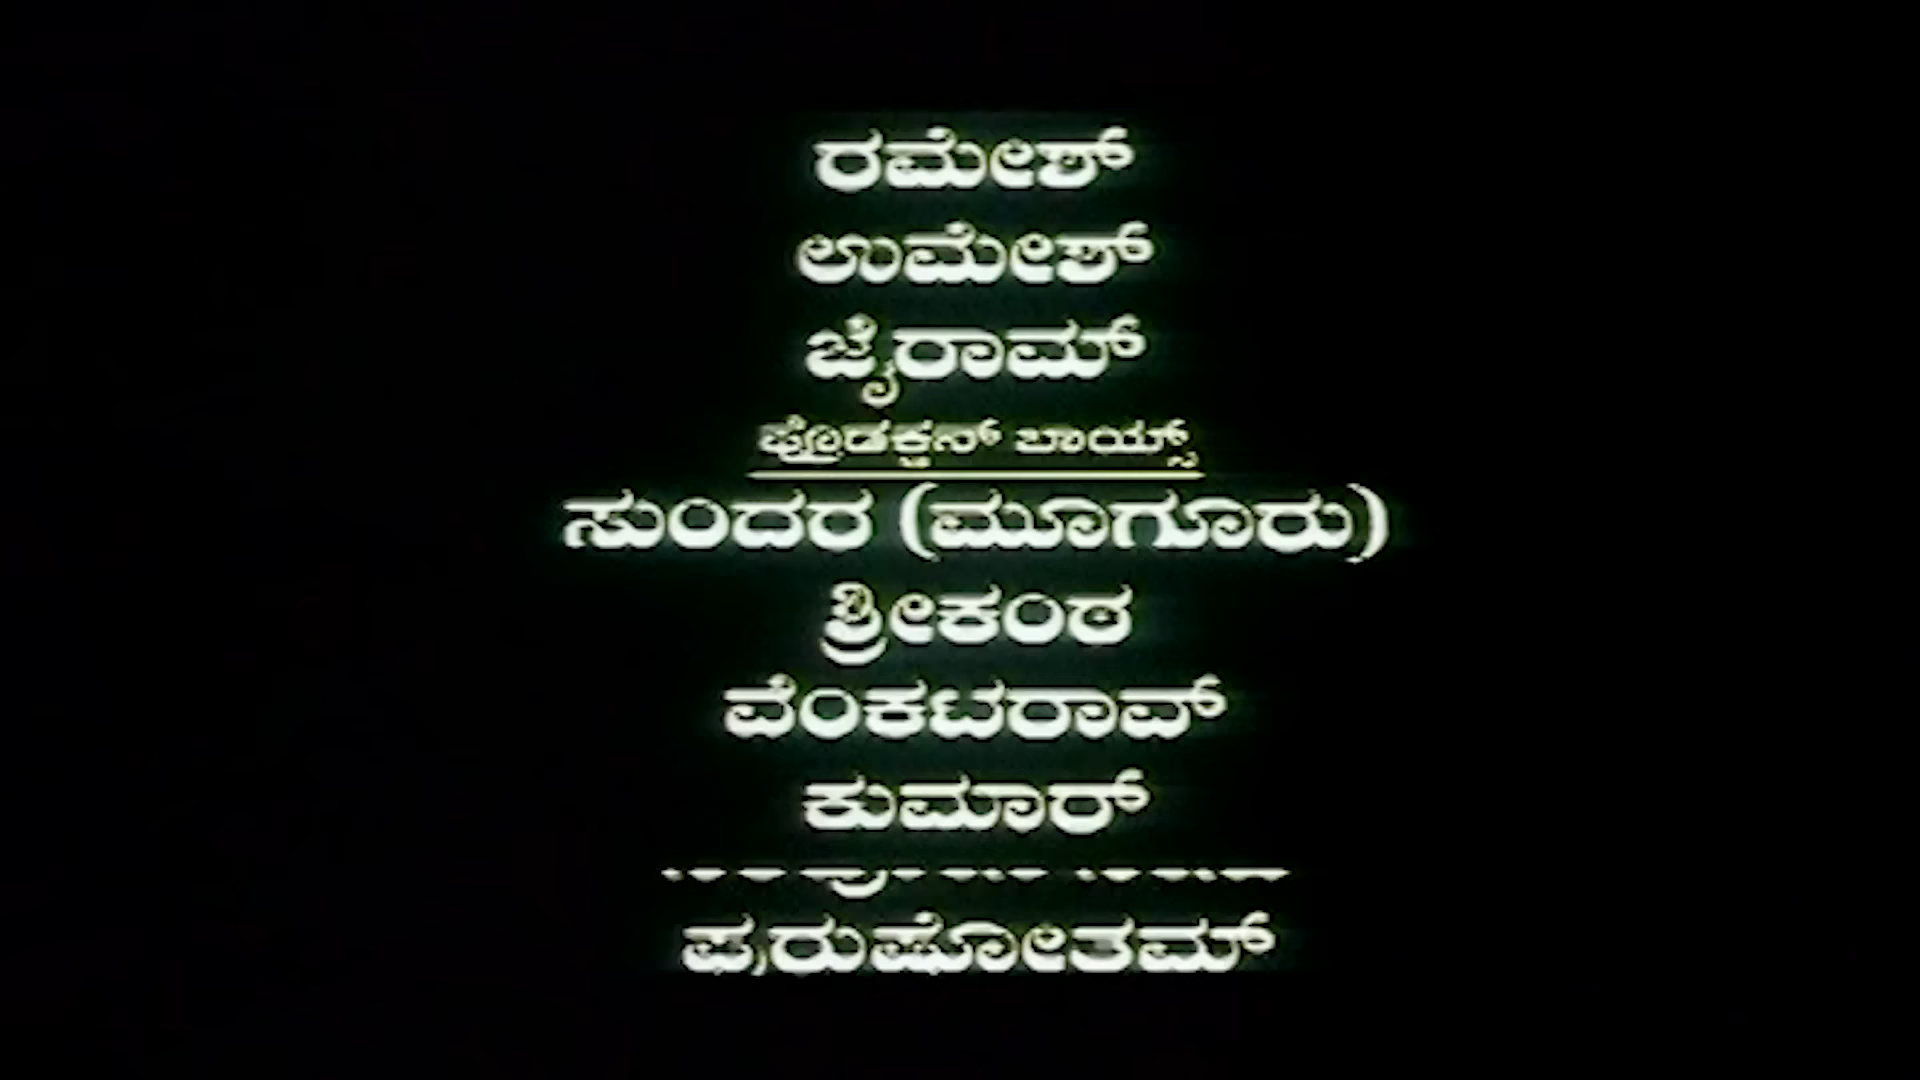 ರಮೇಶ್
ಉಮೇಶ್
ಜೈರಾಮ್
ಪ್ರೊಡಕ್ಷನ್ ಬಾಯ್ಸ್
ಸುಂದರ (ಮೂಗೂರು)
ಶ್ರೀಕಂಠ
ವೆಂಕಟರಾವ್
ಕುಮಾರ್
ಪುರುಷೋತಮ್